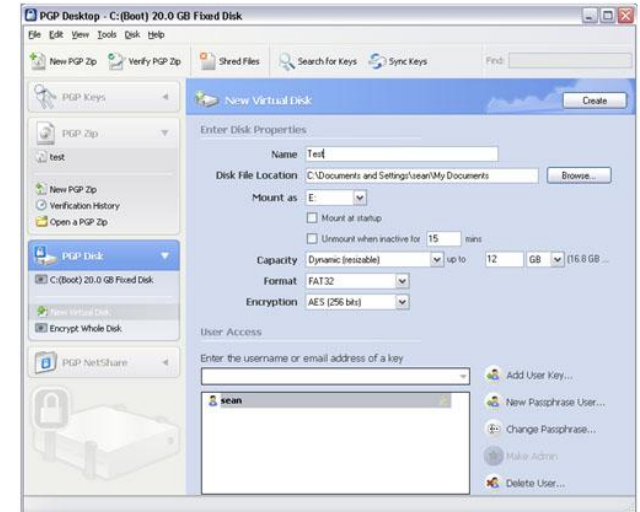 PGP Desktop - C:(Boot) 20.0 GB Fixed Disk
File Edit View Tools Disk Help
New PGP Zip Verify PGP Zip Shred Files Search for Keys Sync Keys Find:
PGP Keys
New Virtual Disk
Create
PGP Zip
test
New PGP Zip
Verification History
Open a PGP Zip
PGP Disk
C:(Boot) 20.0 GB Fixed Disk
New Virtual Disk
Encrypt Whole Disk
PGP NetShare
Enter Disk Properties
Name Test
Disk File Location C:\Documents and Settings\sean\My Documents Browse...
Mount as E:
Mount at startup
Unmount when inactive for 15 mins
Capacity Dynamic (resizable) up to 12 GB (16.8 GB ...
Format FAT32
Encryption AES (256 bits)
User Access
Enter the username or email address of a key
sean
Add User Key...
New Passphrase User...
Change Passphrase...
Make Admin
Delete User...